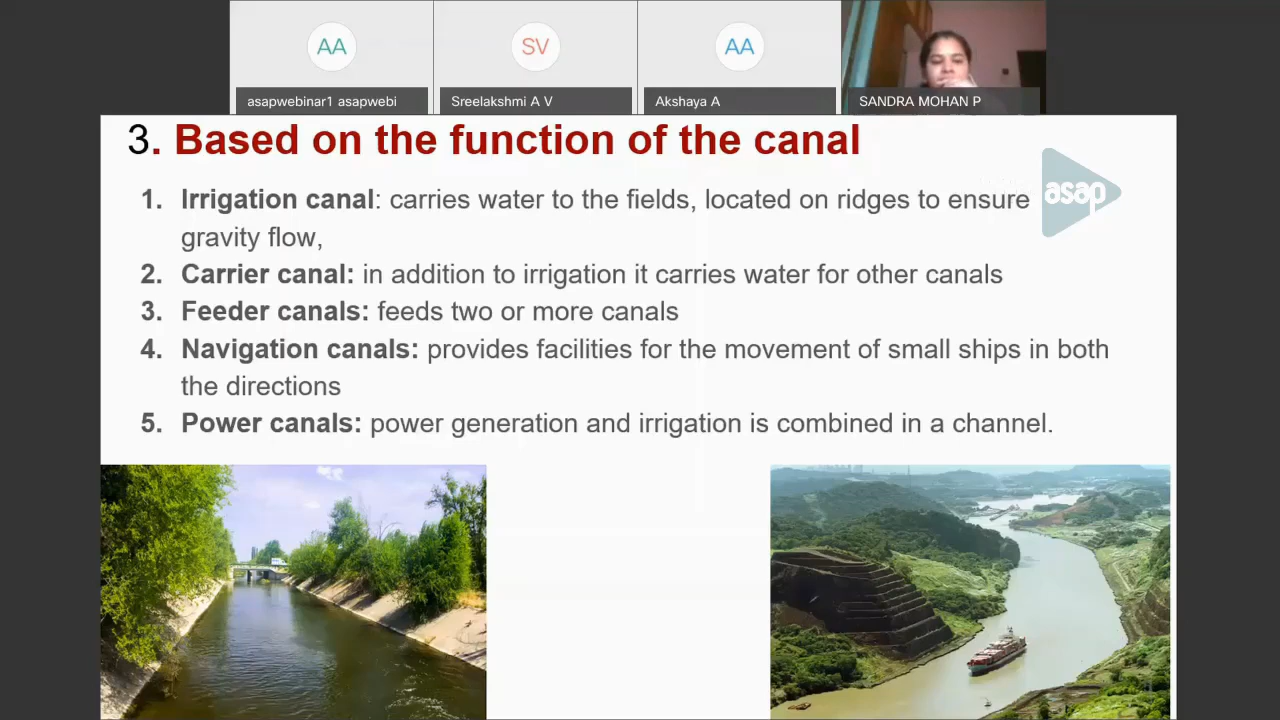 AA
SV
AA
asapwebinar1 asapwebi
Sreelakshmi A V
Akshaya A
SANDRA MOHAN P
3. Based on the function of the canal
asap
1. Irrigation canal: carries water to the fields, located on ridges to ensure
gravity flow,
2. Carrier canal: in addition to irrigation it carries water for other canals
3. Feeder canals: feeds two or more canals
4. Navigation canals: provides facilities for the movement of small ships in both
the directions
5. Power canals: power generation and irrigation is combined in a channel.